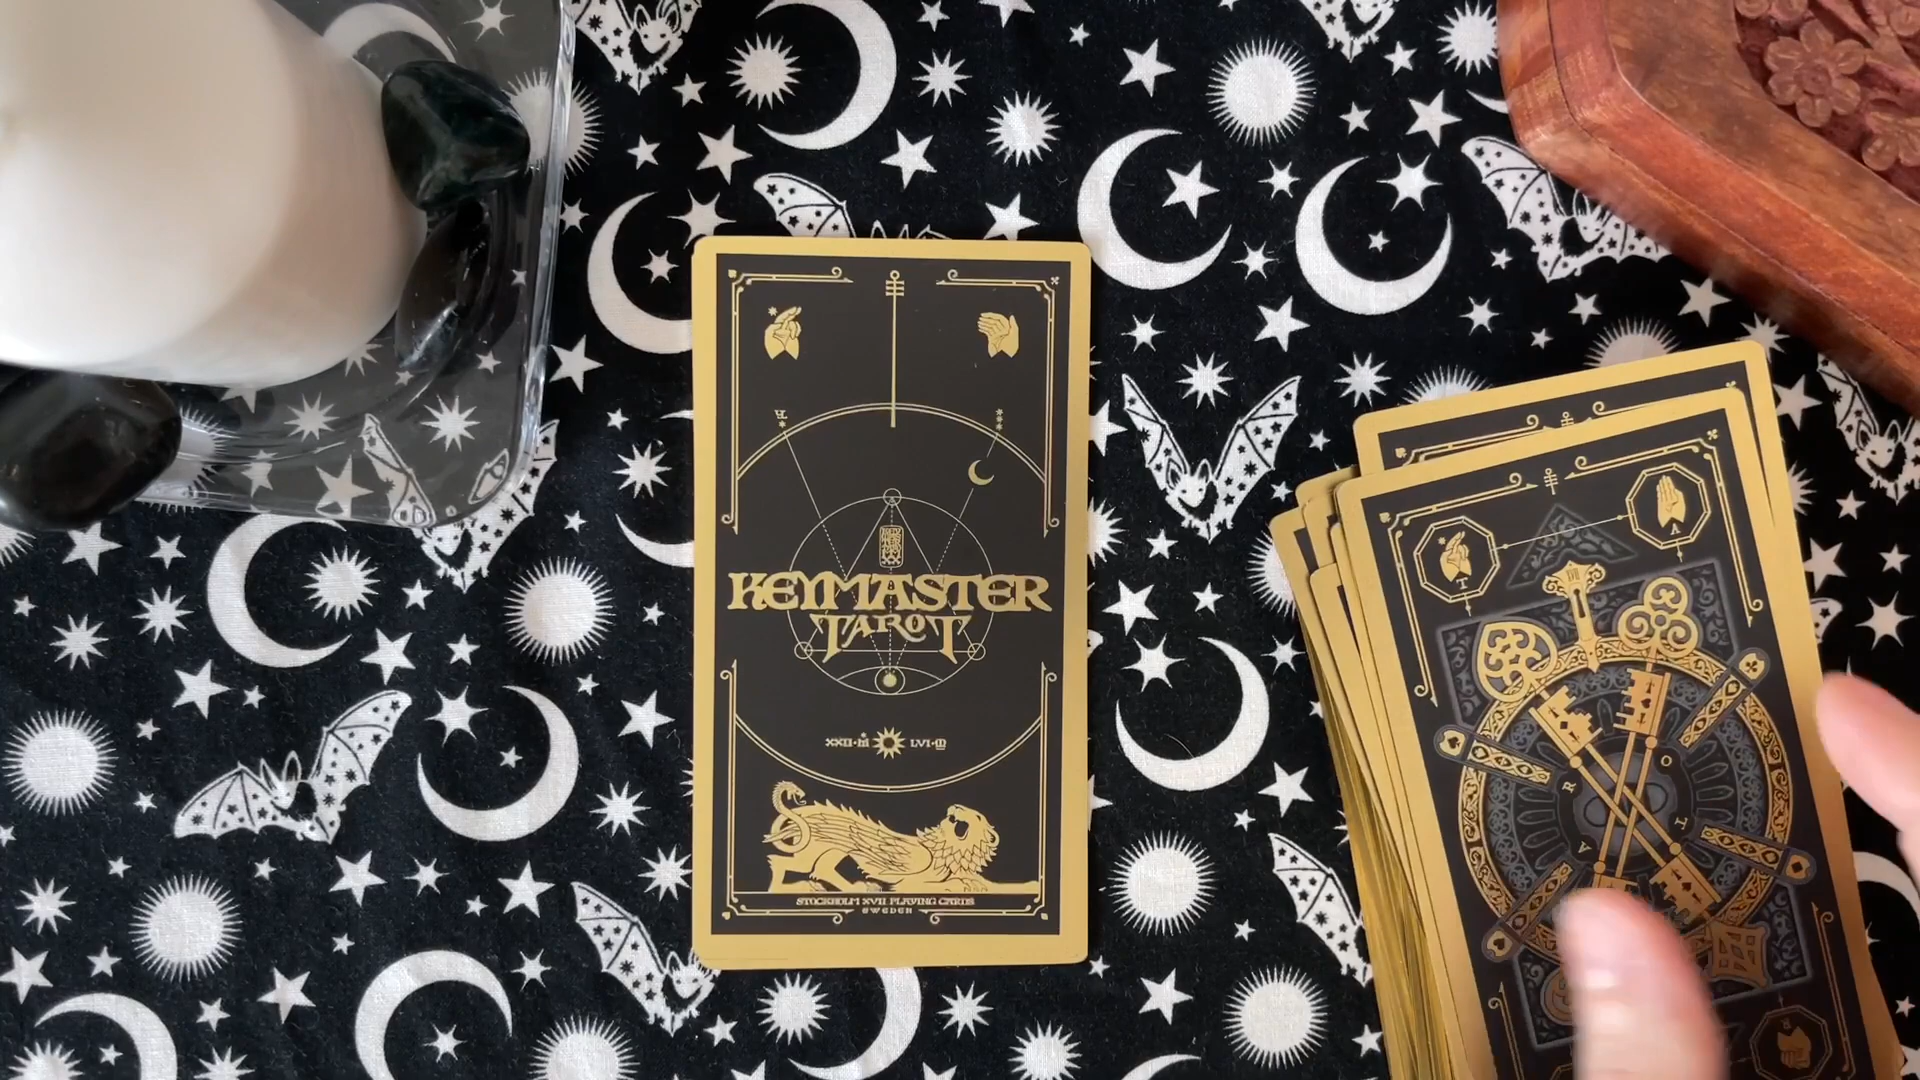 KEYMASTER
TAROT
XXII · M LVI · M
STOCKHOLM XVII PLAYING CARDS
SWEDEN
T
A
R
O
T
A